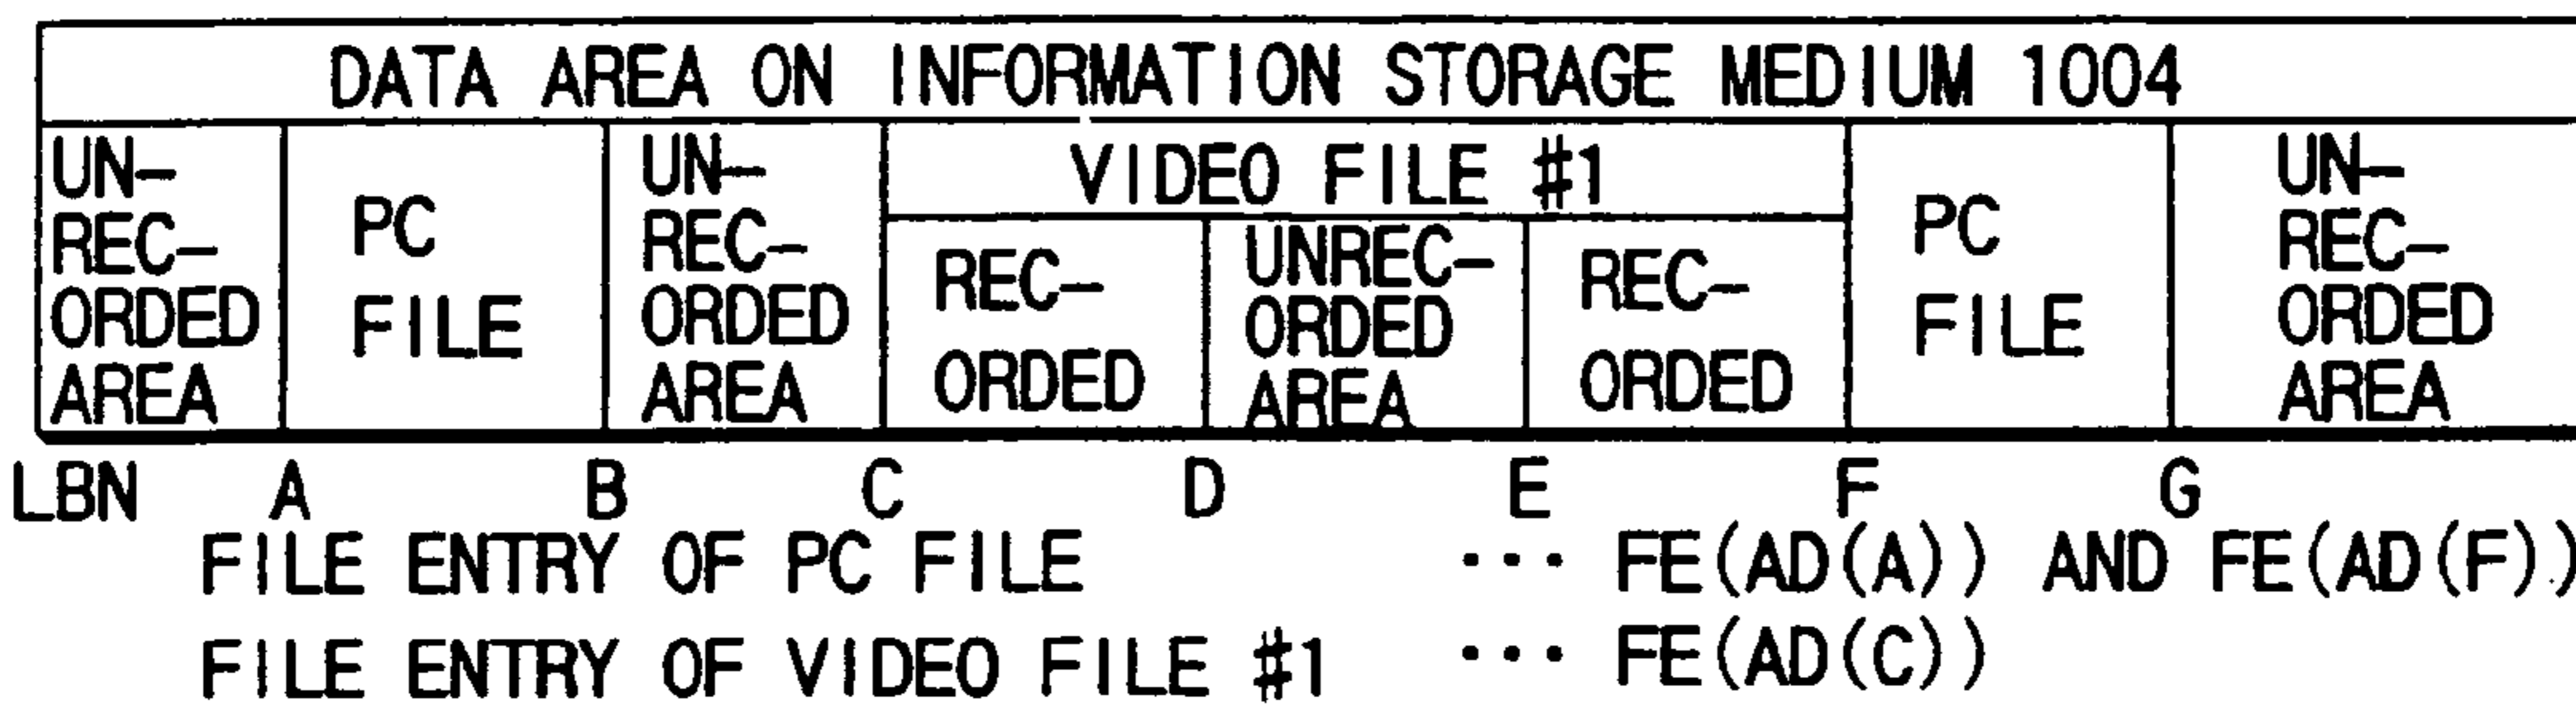 DATA AREA ON INFORMATION STORAGE MEDIUM 1004
UN-
REC-
ORDED
AREA
PC
FILE
UN-
REC-
ORDED
AREA
VIDEO FILE #1
REC-
ORDED
UNREC-
ORDED
AREA
REC-
ORDED
PC
FILE
UN-
REC-
ORDED
AREA
LBN A B C D E F G
FILE ENTRY OF PC FILE ··· FE(AD(A)) AND FE(AD(F))
FILE ENTRY OF VIDEO FILE #1 ··· FE(AD(C))